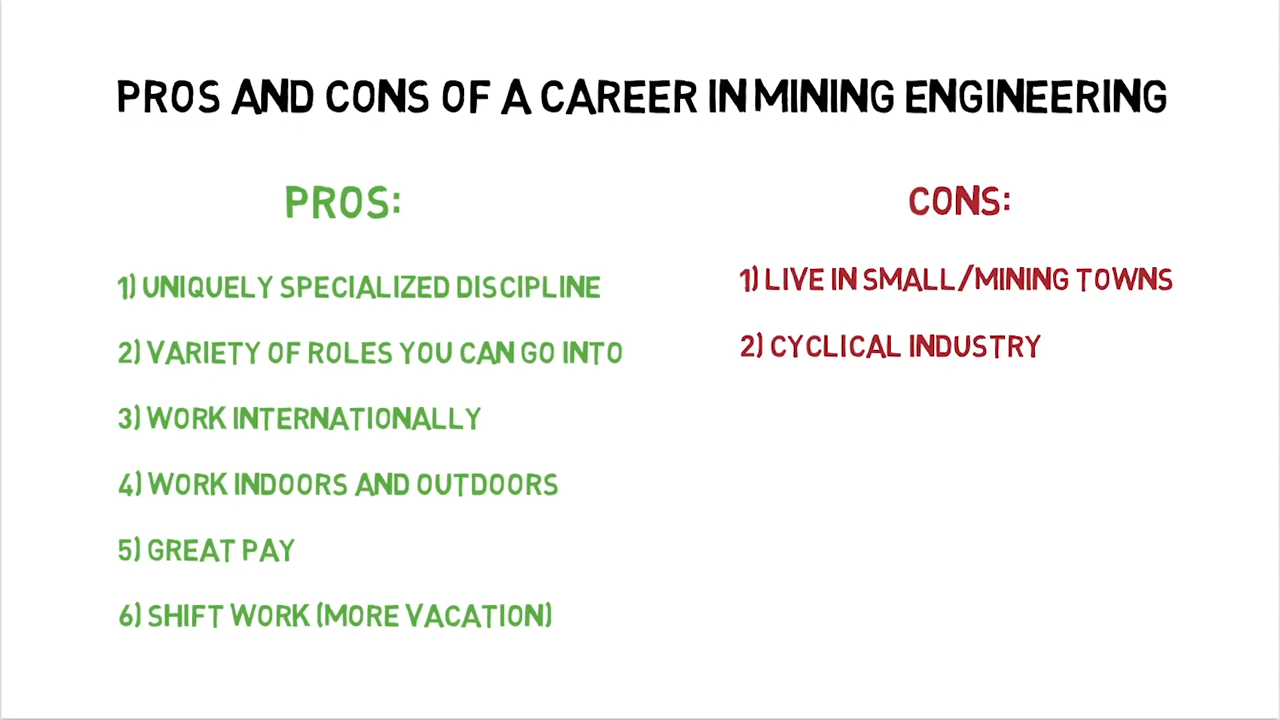 PROS AND CONS OF A CAREER IN MINING ENGINEERING
PROS:
1) UNIQUELY SPECIALIZED DISCIPLINE
2) VARIETY OF ROLES YOU CAN GO INTO
3) WORK INTERNATIONALLY
4) WORK INDOORS AND OUTDOORS
5) GREAT PAY
6) SHIFT WORK (MORE VACATION)
CONS:
1) LIVE IN SMALL/MINING TOWNS
2) CYCLICAL INDUSTRY